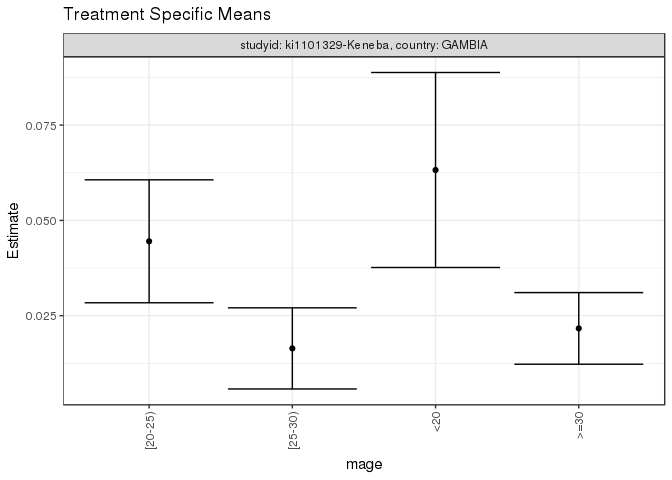 Treatment Specific Means
studyid: ki1101329-Keneba, country: GAMBIA
Estimate
0.075
0.050
0.025
[20-25)
[25-30)
<20
>=30
mage